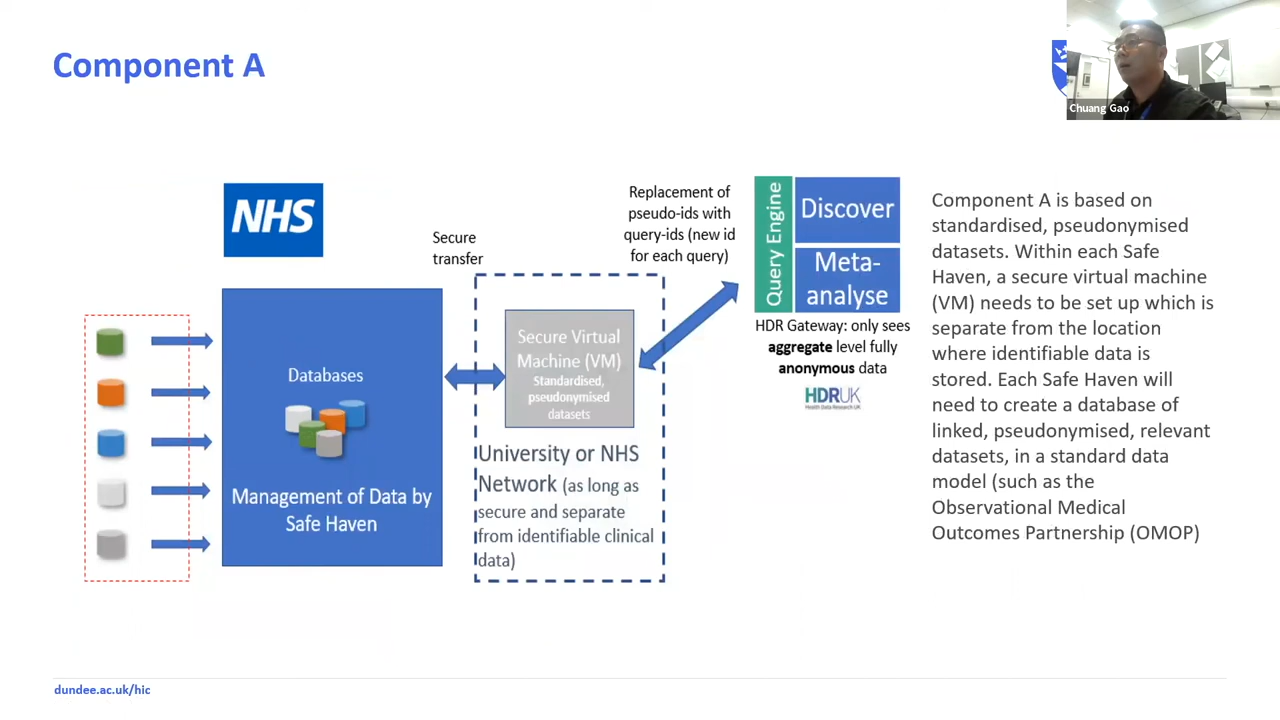 Component A
Chuang Gao
NHS
Secure
transfer
Replacement of
pseudo-ids with
query-ids (new id
for each query)
Query Engine
Discover
Meta-
analyse
HDR Gateway: only sees
aggregate level fully
anonymous data
HDRUK
Health Data Research UK
Databases
Management of Data by
Safe Haven
Secure Virtual
Machine (VM)
Standardised,
pseudonymised
datasets
University or NHS
Network (as long as
secure and separate
from identifiable clinical
data)
Component A is based on
standardised, pseudonymised
datasets. Within each Safe
Haven, a secure virtual machine
(VM) needs to be set up which is
separate from the location
where identifiable data is
stored. Each Safe Haven will
need to create a database of
linked, pseudonymised, relevant
datasets, in a standard data
model (such as the
Observational Medical
Outcomes Partnership (OMOP)
dundee.ac.uk/hic